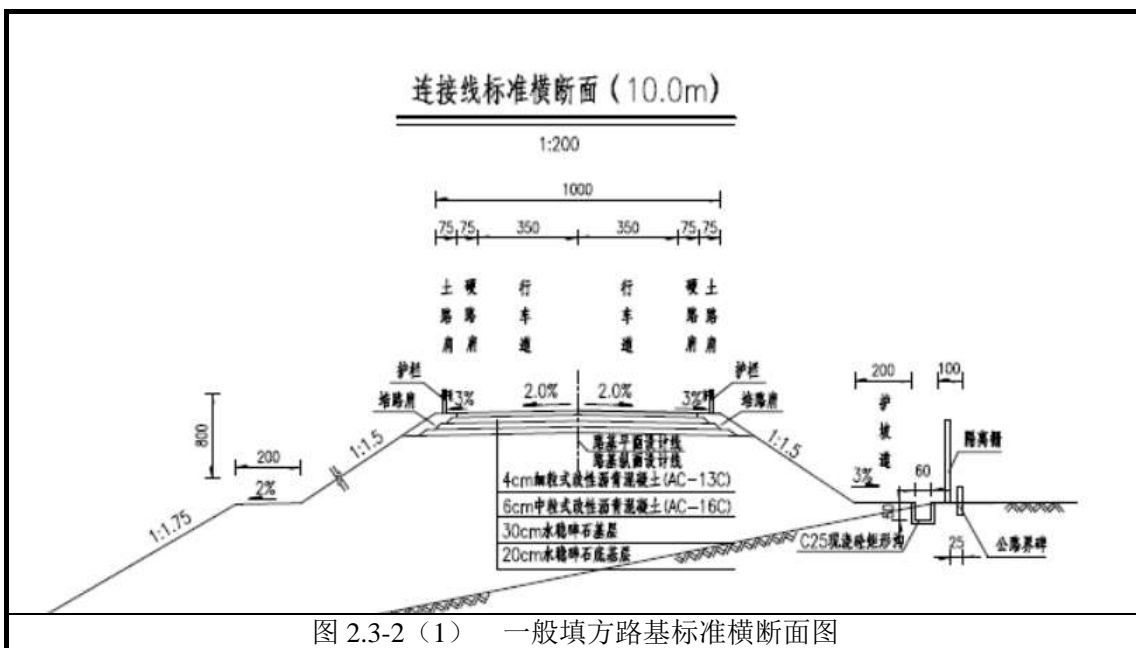 连接线标准横断面（10.0m）
1:200
1000
75 75 350 350 75 75
土路肩 硬路肩 行车道 行车道 硬路肩 土路肩
护栏 护栏 200 100
3% 2.0% 2.0% 3%
培路肩 培路肩 护坡道 隔离栅
800 1:1.5 1:1.5
路基平面设计线
路基纵面设计线
200
2% 3% 60
4cm细粒式改性沥青混凝土(AC-13C)
1:1.75
6cm中粒式改性沥青混凝土(AC-16C)
30cm水稳碎石基层
C25现浇砼矩形沟 25 公路界碑
20cm水稳碎石底基层
图 2.3-2（1） 一般填方路基标准横断面图